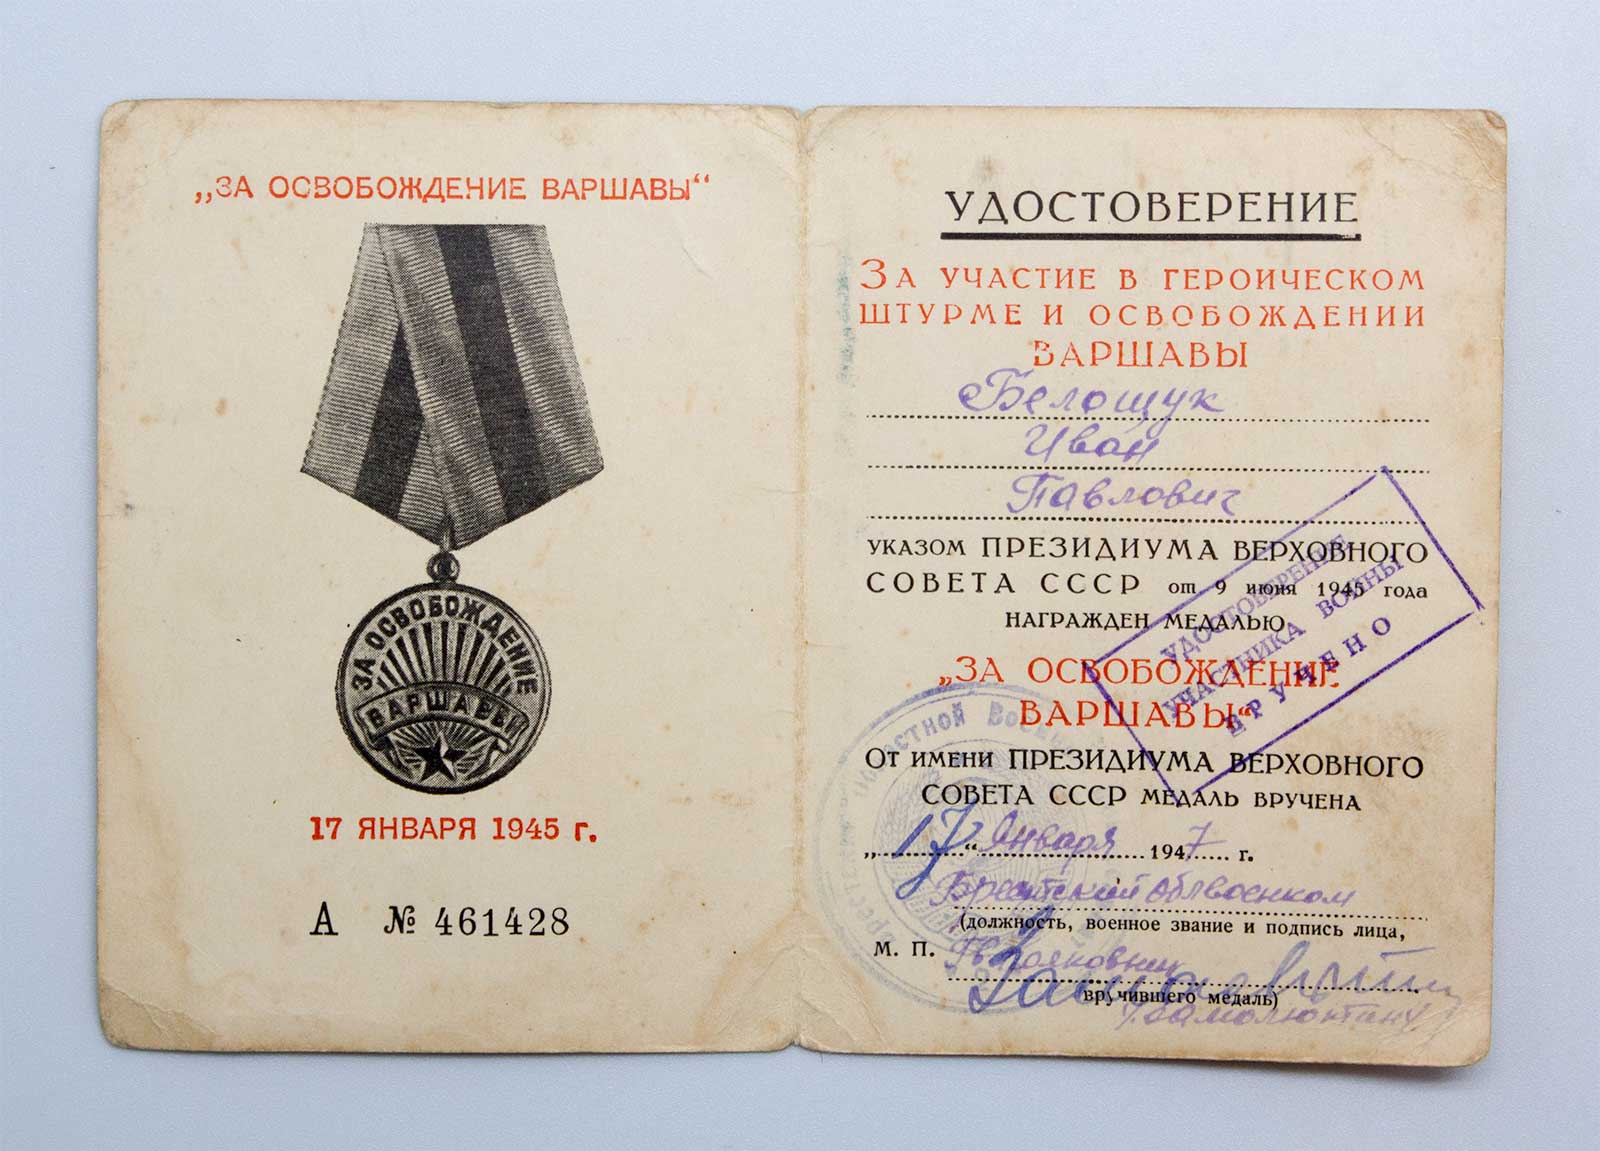 „ЗА ОСВОБОЖДЕНИЕ ВАРШАВЫ“
ЗА ОСВОБОЖДЕНИЕ
ВАРШАВЫ
17 ЯНВАРЯ 1945 г.
А № 461428
УДОСТОВЕРЕНИЕ
ЗА УЧАСТИЕ В ГЕРОИЧЕСКОМ
ШТУРМЕ И ОСВОБОЖДЕНИИ
ВАРШАВЫ
Белощук
Иван
Павлович
УКАЗОМ ПРЕЗИДИУМА ВЕРХОВНОГО
СОВЕТА СССР от 9 июня 1945 года
НАГРАЖДЕН МЕДАЛЬЮ
„ЗА ОСВОБОЖДЕНИЕ
ВАРШАВЫ“
УДОСТОВЕРЕНИЕ
УЧАСТНИКА ВОЙНЫ
ВРУЧЕНО
ОТ ИМЕНИ ПРЕЗИДИУМА ВЕРХОВНОГО
СОВЕТА СССР МЕДАЛЬ ВРУЧЕНА
„17“ Января 1947 г.
Брестский облвоенком
(должность, военное звание и подпись лица,
М. П. Гв. Полковник
вручившего медаль)